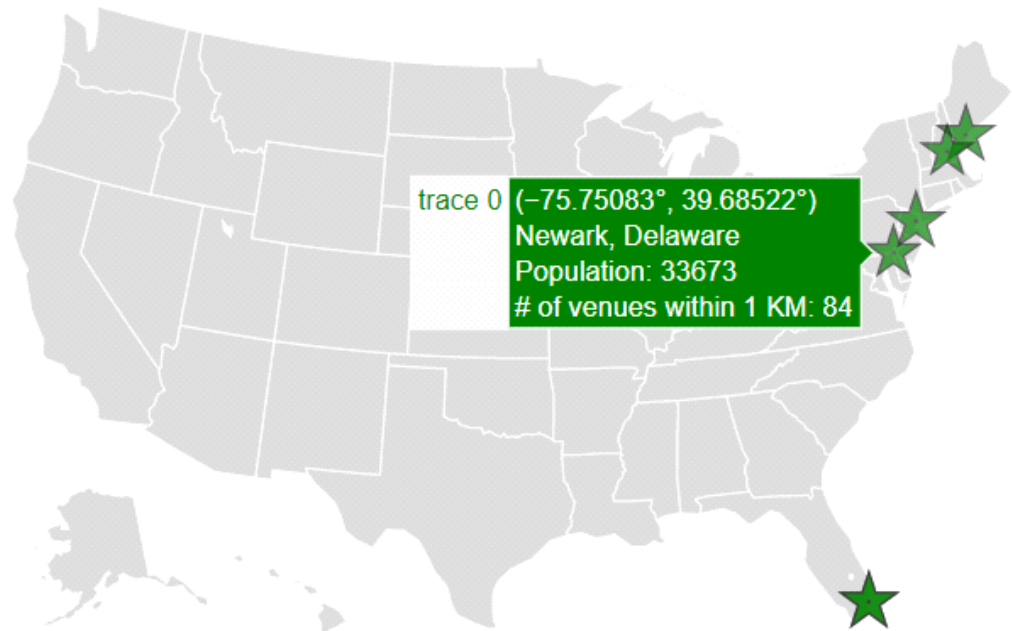 trace 0
(−75.75083°, 39.68522°)
Newark, Delaware
Population: 33673
# of venues within 1 KM: 84